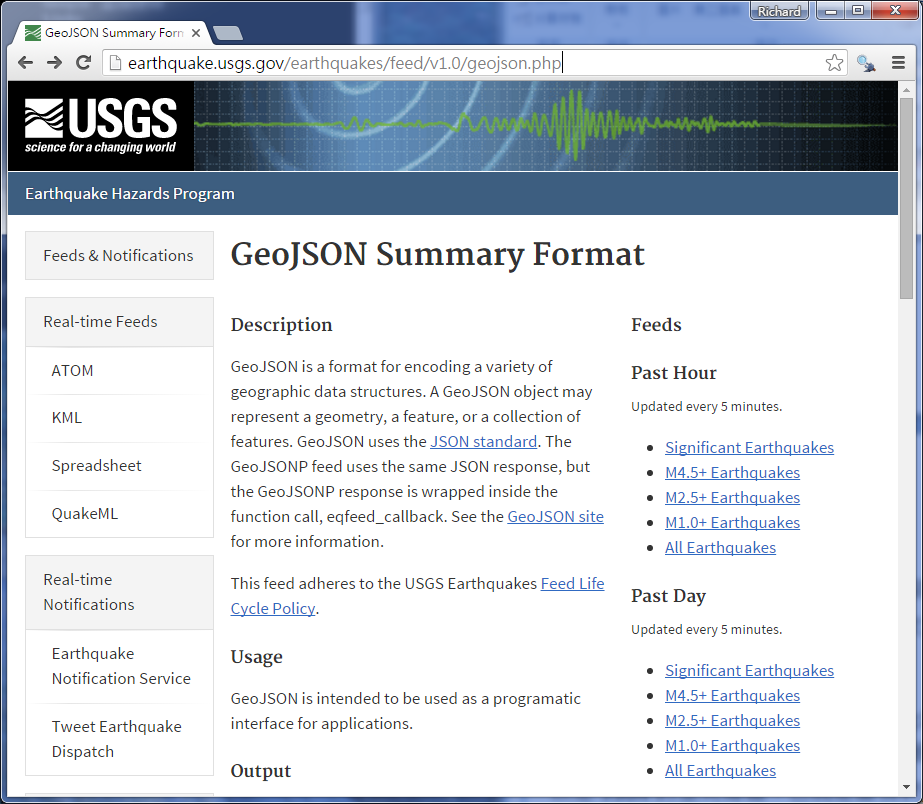 Richard
GeoJSON Summary Form
earthquake.usgs.gov/earthquakes/feed/v1.0/geojson.php
USGS
science for a changing world
Earthquake Hazards Program
Feeds & Notifications
Real-time Feeds
ATOM
KML
Spreadsheet
QuakeML
Real-time
Notifications
Earthquake
Notification Service
Tweet Earthquake
Dispatch
GeoJSON Summary Format
Description
GeoJSON is a format for encoding a variety of
geographic data structures. A GeoJSON object may
represent a geometry, a feature, or a collection of
features. GeoJSON uses the JSON standard. The
GeoJSONP feed uses the same JSON response, but
the GeoJSONP response is wrapped inside the
function call, eqfeed_callback. See the GeoJSON site
for more information.
This feed adheres to the USGS Earthquakes Feed Life
Cycle Policy.
Usage
GeoJSON is intended to be used as a programatic
interface for applications.
Output
Feeds
Past Hour
Updated every 5 minutes.
Significant Earthquakes
M4.5+ Earthquakes
M2.5+ Earthquakes
M1.0+ Earthquakes
All Earthquakes
Past Day
Updated every 5 minutes.
Significant Earthquakes
M4.5+ Earthquakes
M2.5+ Earthquakes
M1.0+ Earthquakes
All Earthquakes